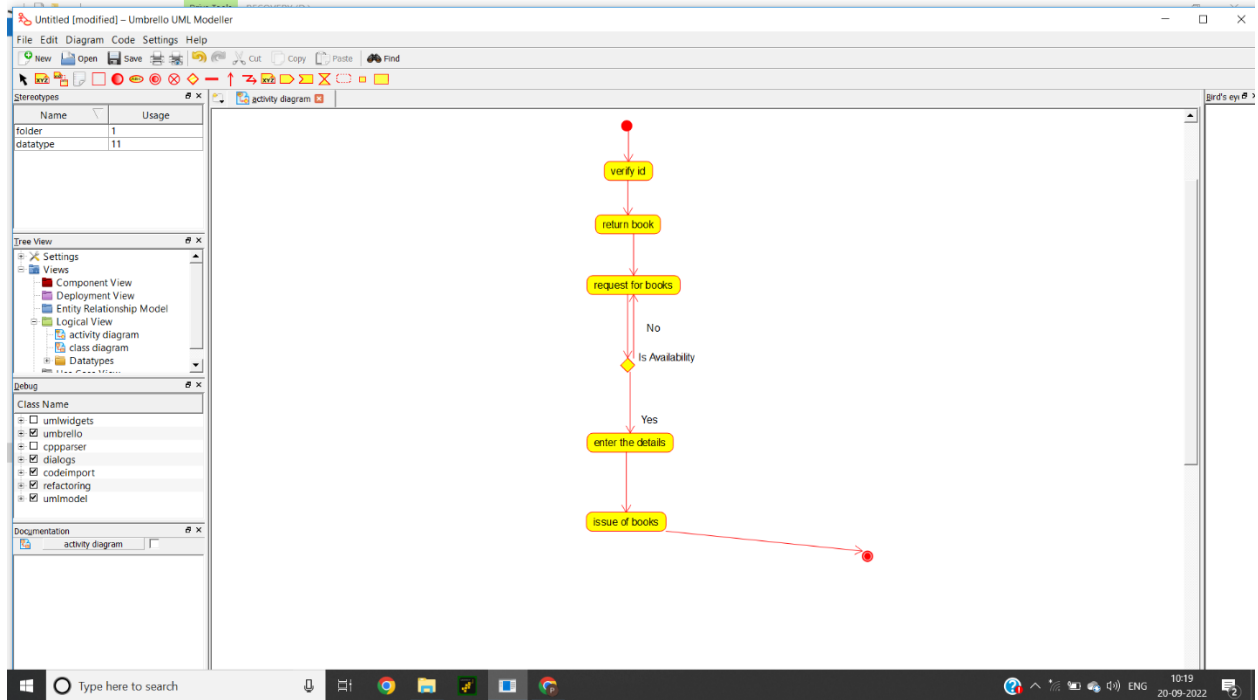 Untitled [modified] – Umbrello UML Modeller
File Edit Diagram Code Settings Help
New Open Save Cut Copy Paste Find
Stereotypes
activity diagram
Bird's eye
Name Usage
folder 1
datatype 11
Tree View
Settings
Views
Component View
Deployment View
Entity Relationship Model
Logical View
activity diagram
class diagram
Datatypes
Debug
Class Name
umlwidgets
umbrello
cppparser
dialogs
codeimport
refactoring
umlmodel
Documentation
activity diagram
verify id
return book
request for books
No
Is Availability
Yes
enter the details
issue of books
Type here to search
ENG
10:19
20-09-2022